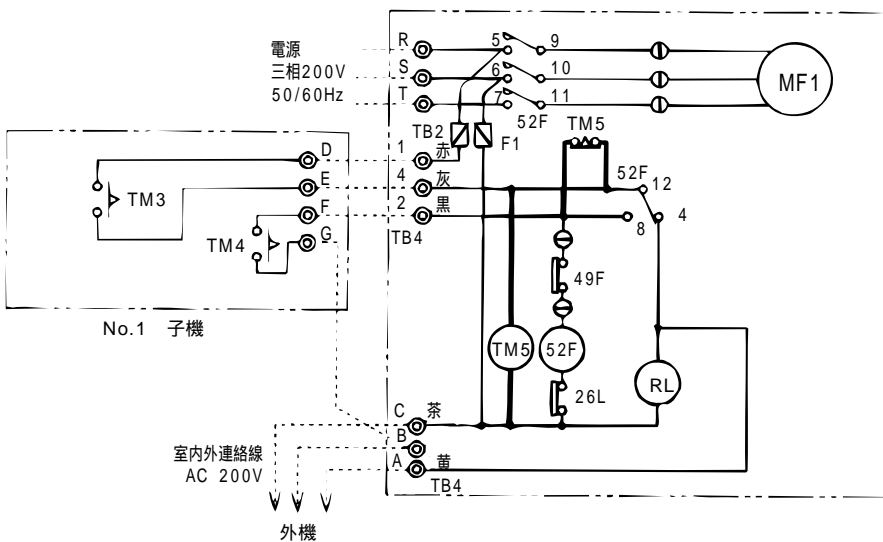 電源
三相200V
50/60Hz
R
S
T
5
9
6
10
7
11
52F
MF1
TB2
F1
TM5
1
赤
4
灰
2
黒
TB4
52F
12
8
4
D
E
F
G
TM3
TM4
No.1 子機
49F
TM5
52F
26L
RL
C
茶
B
A
黄
TB4
室内外連絡線
AC 200V
外機